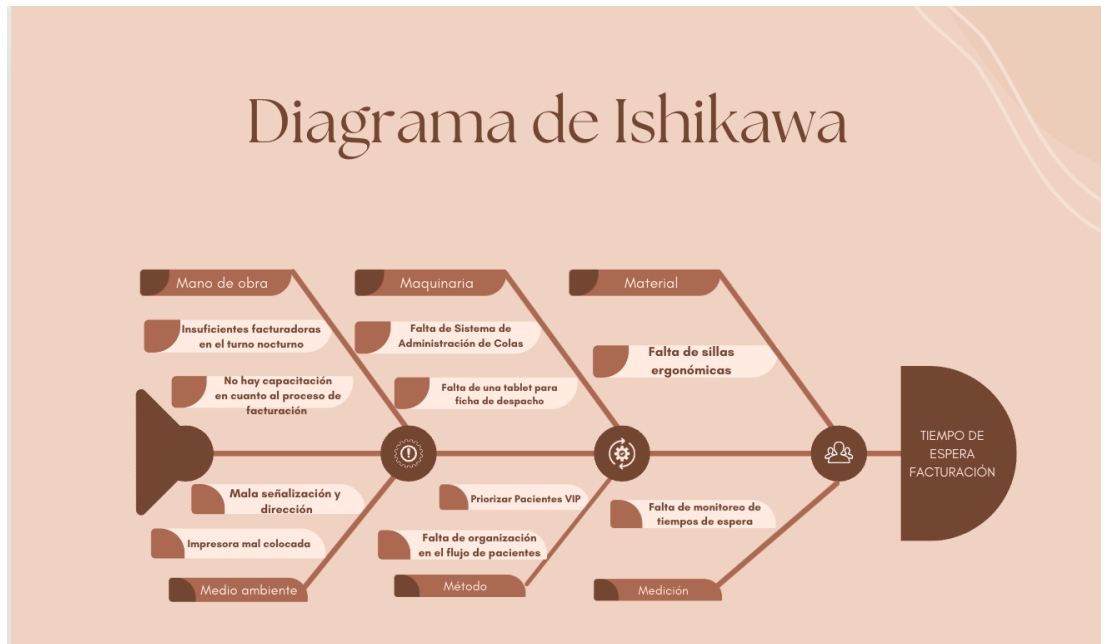 Diagrama de Ishikawa
Mano de obra
Insuficientes facturadoras
en el turno nocturno
No hay capacitación
en cuanto al proceso de
facturación
Maquinaria
Falta de Sistema de
Administración de Colas
Falta de una tablet para
ficha de despacho
Material
Falta de sillas
ergonómicas
TIEMPO DE
ESPERA
FACTURACIÓN
Mala señalización y
dirección
Impresora mal colocada
Medio ambiente
Priorizar Pacientes VIP
Falta de organización
en el flujo de pacientes
Método
Falta de monitoreo de
tiempos de espera
Medición